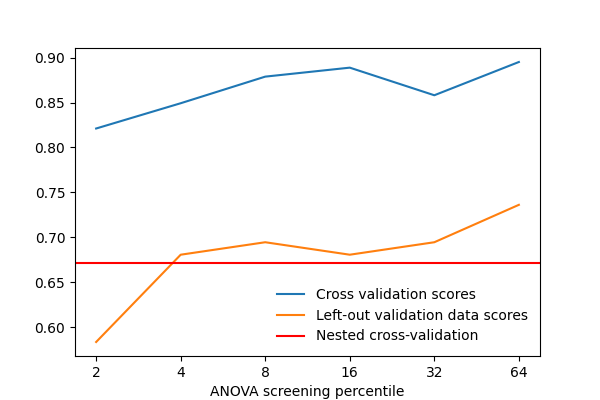 0.90
0.85
0.80
0.75
0.70
0.65
0.60
Cross validation scores
Left-out validation data scores
Nested cross-validation
2 4 8 16 32 64
ANOVA screening percentile